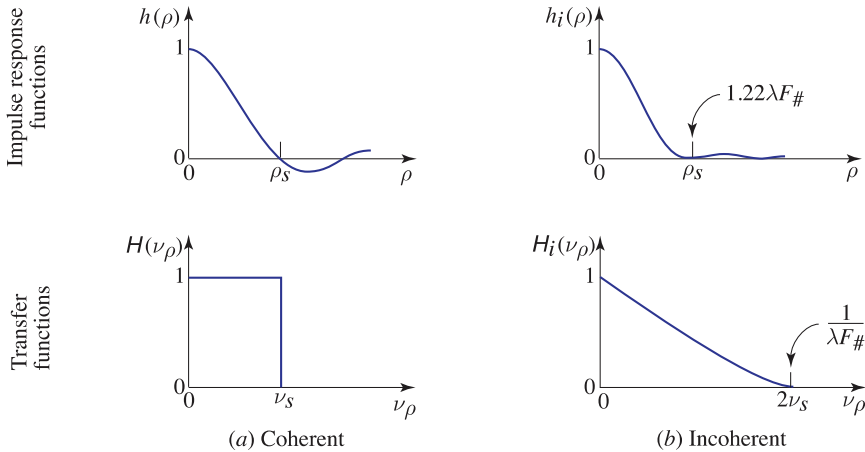 Impulse response
functions
h(ρ)
1
0
0
ρs
ρ
hi(ρ)
1
0
0
ρs
ρ
1.22λF#
Transfer
functions
H(νρ)
1
0
0
νs
νρ
Hi(νρ)
1
0
0
2νs
νρ
1
λF#
(a) Coherent
(b) Incoherent